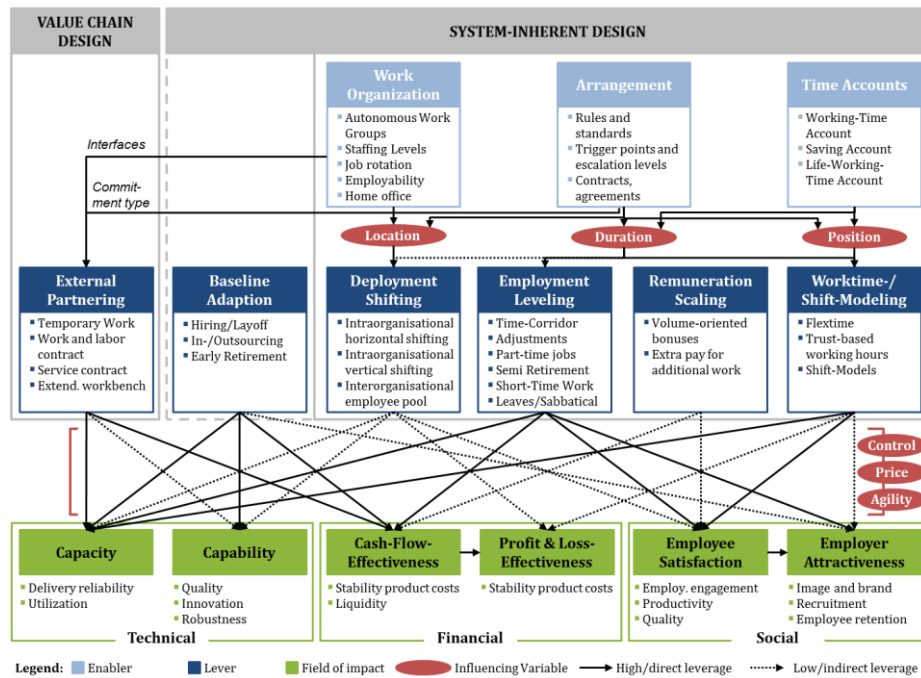 VALUE CHAIN
DESIGN
SYSTEM-INHERENT DESIGN
Work
Organization
Autonomous Work
Groups
Staffing Levels
Job rotation
Employability
Home office
Arrangement
Rules and
standards
Trigger points and
escalation levels
Contracts,
agreements
Time Accounts
Working-Time
Account
Saving Account
Life-Working-
Time Account
Interfaces
Commit-
ment type
Location
Duration
Position
External
Partnering
Temporary Work
Work and labor
contract
Service contract
Extend. workbench
Baseline
Adaption
Hiring/Layoff
In-/Outsourcing
Early Retirement
Deployment
Shifting
Intraorganisational
horizontal shifting
Intraorganisational
vertical shifting
Interorganisational
employee pool
Employment
Leveling
Time-Corridor
Adjustments
Part-time jobs
Semi Retirement
Short-Time Work
Leaves/Sabbatical
Remuneration
Scaling
Volume-oriented
bonuses
Extra pay for
additional work
Worktime-/
Shift-Modeling
Flextime
Trust-based
working hours
Shift-Models
Control
Price
Agility
Capacity
Delivery reliability
Utilization
Capability
Quality
Innovation
Robustness
Technical
Cash-Flow-
Effectiveness
Stability product costs
Liquidity
Profit & Loss-
Effectiveness
Stability product costs
Financial
Employee
Satisfaction
Employ. engagement
Productivity
Quality
Employer
Attractiveness
Image and brand
Recruitment
Employee retention
Social
Legend: Enabler Lever Field of impact Influencing Variable High/direct leverage Low/indirect leverage